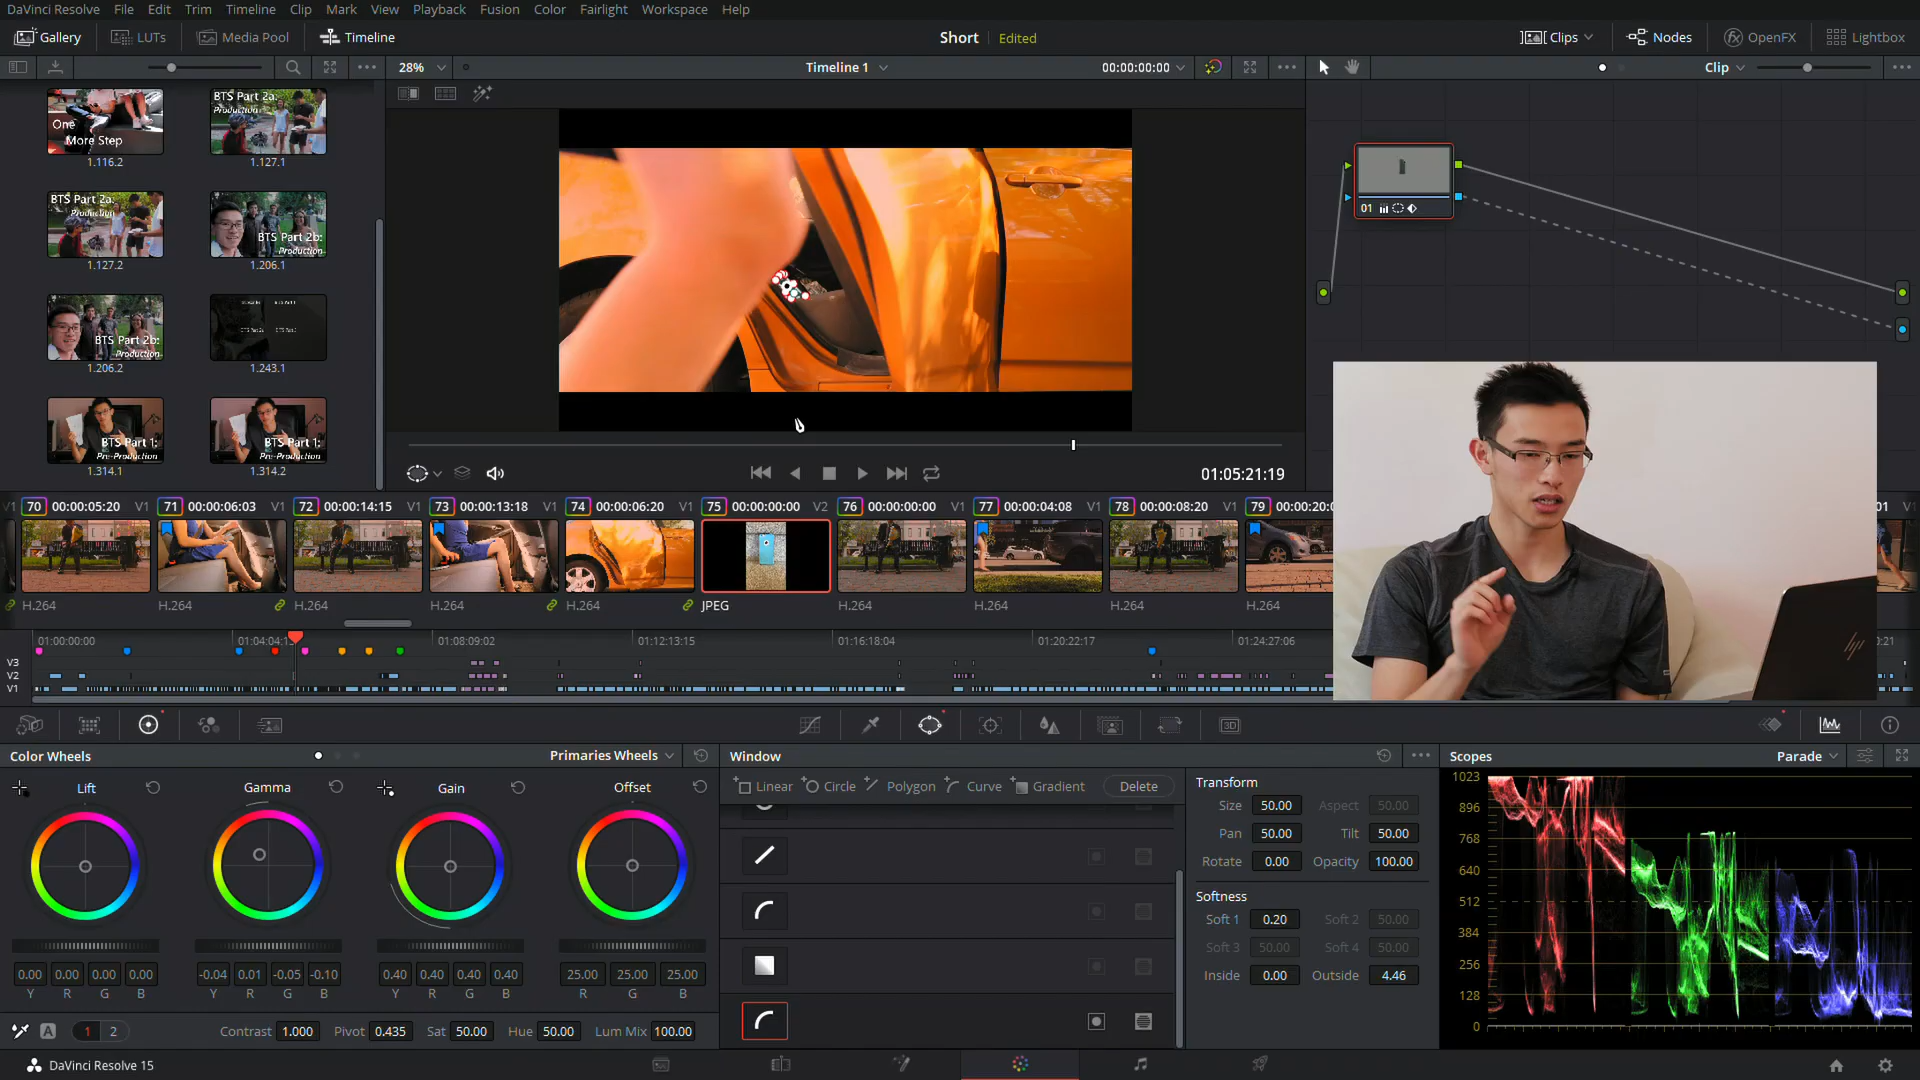 DaVinci Resolve File Edit Trim Timeline Clip Mark View Playback Fusion Color Fairlight Workspace Help
Gallery LUTs Media Pool Timeline Short Edited Clips Nodes OpenFX Lightbox
28% Timeline 1 00:00:00:00 Clip
One
More Step
1.116.2
BTS Part 2a:
Production
1.127.1
BTS Part 2a:
Production
1.127.2
BTS Part 2b:
Production
1.206.1
BTS Part 2b:
Production
1.206.2
1.243.1
BTS Part 1:
Pre-Production
1.314.1
BTS Part 1:
Pre-Production
1.314.2
01
01:05:21:19
70 00:00:05:20 V1 71 00:00:06:03 V1 72 00:00:14:15 V1 73 00:00:13:18 V1 74 00:00:06:20 V1 75 00:00:00:00 V2 76 00:00:00:00 V1 77 00:00:04:08 V1 78 00:00:08:20 V1 79 00:00:20:0
H.264 H.264 H.264 H.264 H.264 JPEG H.264 H.264 H.264 H.264
01:00:00:00 01:04:04:1 01:08:09:02 01:12:13:15 01:16:18:04 01:20:22:17 01:24:27:06
V3
V2
V1
hp
3D
Color Wheels Primaries Wheels Window Scopes Parade
Linear Circle Polygon Curve Gradient Delete
Lift Gamma Gain Offset
0.00 0.00 0.00 0.00 -0.04 0.01 -0.05 -0.10 0.40 0.40 0.40 0.40 25.00 25.00 25.00
Y R G B Y R G B Y R G B R G B
A 1 2 Contrast 1.000 Pivot 0.435 Sat 50.00 Hue 50.00 Lum Mix 100.00
Transform
Size 50.00 Aspect 50.00
Pan 50.00 Tilt 50.00
Rotate 0.00 Opacity 100.00
Softness
Soft 1 0.20 Soft 2 50.00
Soft 3 50.00 Soft 4 50.00
Inside 0.00 Outside 4.46
1023
896
768
640
512
384
256
128
0
DaVinci Resolve 15